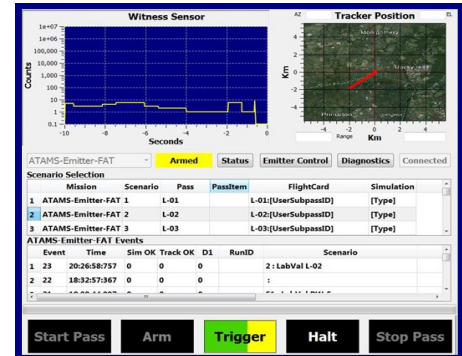 Witness Sensor
AZ Tracker Position EL
1e+07
1e+06
100,000
10,000
1,000
100
10
1
0.1
Counts
-10 -8 -6 -4 -2 0
Seconds
4
2
0
-2
-4
Km
-4 -2 0 2 4
Range Km
ATAMS-Emitter-FAT Armed Status Emitter Control Diagnostics Connected
Scenario Selection
Mission Scenario Pass PassItem FlightCard Simulation
1 ATAMS-Emitter-FAT 1 L-01 L-01:[UserSubpassID] [Type]
2 ATAMS-Emitter-FAT 2 L-02 L-02:[UserSubpassID] [Type]
3 ATAMS-Emitter-FAT 3 L-03 L-03:[UserSubpassID] [Type]
ATAMS-Emitter-FAT Events
Event Time Sim OK Track OK D1 RunID Scenario
1 23 20:26:58:757 0 0 0 2 : LabVal L-02
2 22 18:32:57:367 0 0 0 :
Start Pass Arm Trigger Halt Stop Pass